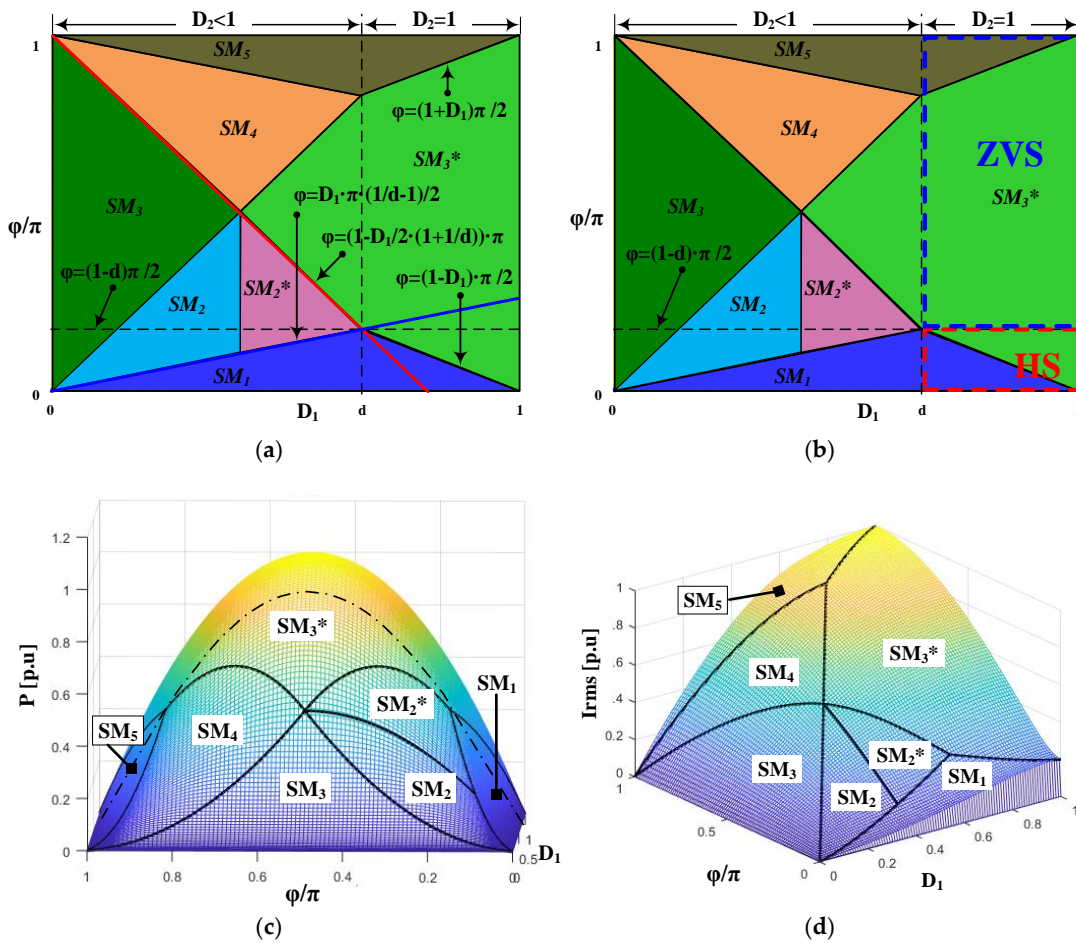 D₂<1 D₂=1
1
SM₅
φ=(1+D₁)π /2
SM₄
SM₃*
SM₃
φ/π
φ=D₁·π·(1/d-1)/2
φ=(1-D₁/2·(1+1/d))·π
φ=(1-d)π /2
φ=(1-D₁)·π /2
SM₂
SM₂*
SM₁
0
0 D₁ d 1
(a)
D₂<1 D₂=1
1
SM₅
SM₄
ZVS
SM₃*
SM₃
φ/π
φ=(1-d)·π /2
SM₂
SM₂*
SM₁
HS
0
0 D₁ d 1
(b)
P [p.u]
1.2
1
0.8
0.6
0.4
0.2
0
SM₃*
SM₁
SM₂*
SM₅
SM₄
SM₃
SM₂
1
0.5
0
D₁
1 0.8 0.6 0.4 0.2 0
φ/π
(c)
Irms [p.u]
1
.8
.6
.4
0.2
0
SM₅
SM₄
SM₃*
SM₃
SM₂*
SM₂
SM₁
1
0.5
0
φ/π
0 0.2 0.4 0.6 0.8 1
D₁
(d)